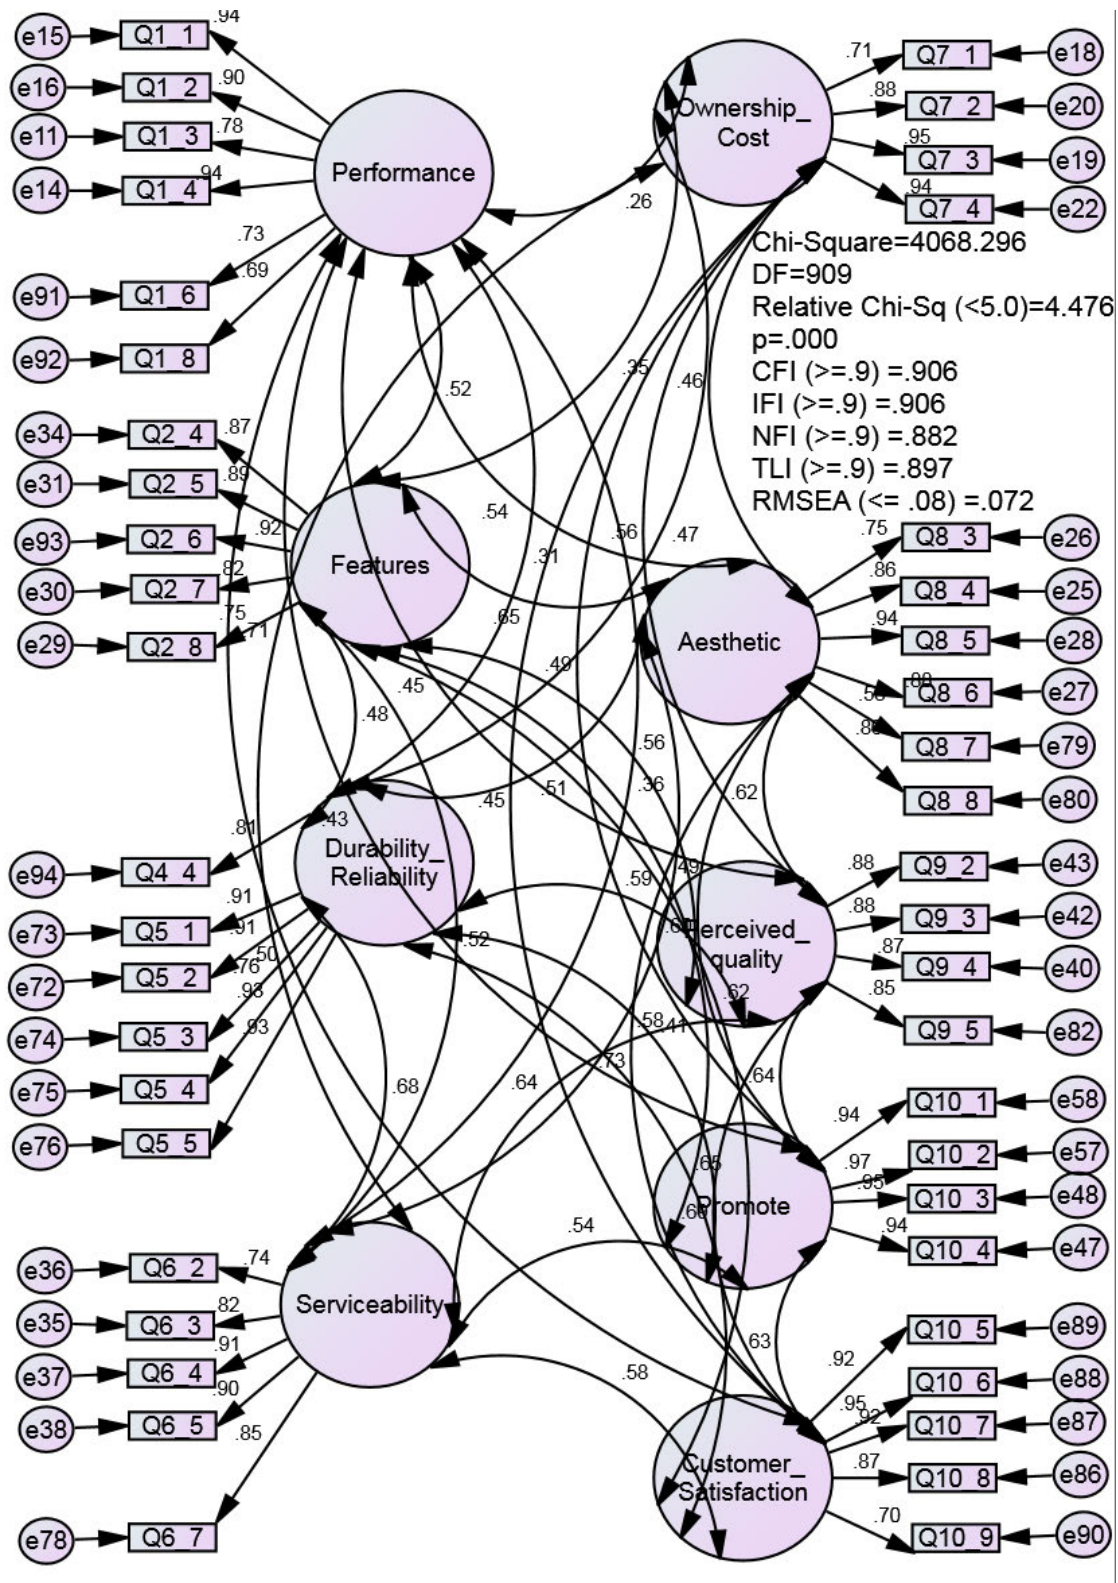 e15
Q1_1
.94
e16
Q1_2
.90
e11
Q1_3
.78
e14
Q1_4
.94
e91
Q1_6
.73
e92
Q1_8
.69
Performance
e34
Q2_4
.87
e31
Q2_5
.89
e93
Q2_6
.92
e30
Q2_7
.82
e29
Q2_8
.75
.71
Features
e94
Q4_4
.81
e73
Q5_1
.91
e72
Q5_2
.91
e74
Q5_3
.76
.50
e75
Q5_4
.93
e76
Q5_5
.93
Durability_
Reliability
e36
Q6_2
.74
e35
Q6_3
.82
e37
Q6_4
.91
e38
Q6_5
.90
e78
Q6_7
.85
Serviceability
Ownership_
Cost
.71
Q7_1
e18
.88
Q7_2
e20
.95
Q7_3
e19
.94
Q7_4
e22
Chi-Square=4068.296
DF=909
Relative Chi-Sq (<5.0)=4.476
p=.000
CFI (>=.9) =.906
IFI (>=.9) =.906
NFI (>=.9) =.882
TLI (>=.9) =.897
RMSEA (<= .08) =.072
Aesthetic
.75
Q8_3
e26
.86
Q8_4
e25
.94
Q8_5
e28
Q8_6
e27
Q8_7
e79
Q8_8
e80
Perceived_
quality
.88
Q9_2
e43
.88
Q9_3
e42
.87
Q9_4
e40
.85
Q9_5
e82
Promote
.94
Q10_1
e58
.97
Q10_2
e57
.95
Q10_3
e48
.94
Q10_4
e47
Customer_
Satisfaction
.92
Q10_5
e89
.95
Q10_6
e88
.92
Q10_7
e87
.87
Q10_8
e86
.70
Q10_9
e90
.26
.52
.35
.46
.54
.31
.56
.47
.65
.49
.45
.48
.56
.36
.51
.45
.62
.43
.49
.59
.52
.62
.58
.41
.73
.64
.68
.64
.65
.54
.63
.58